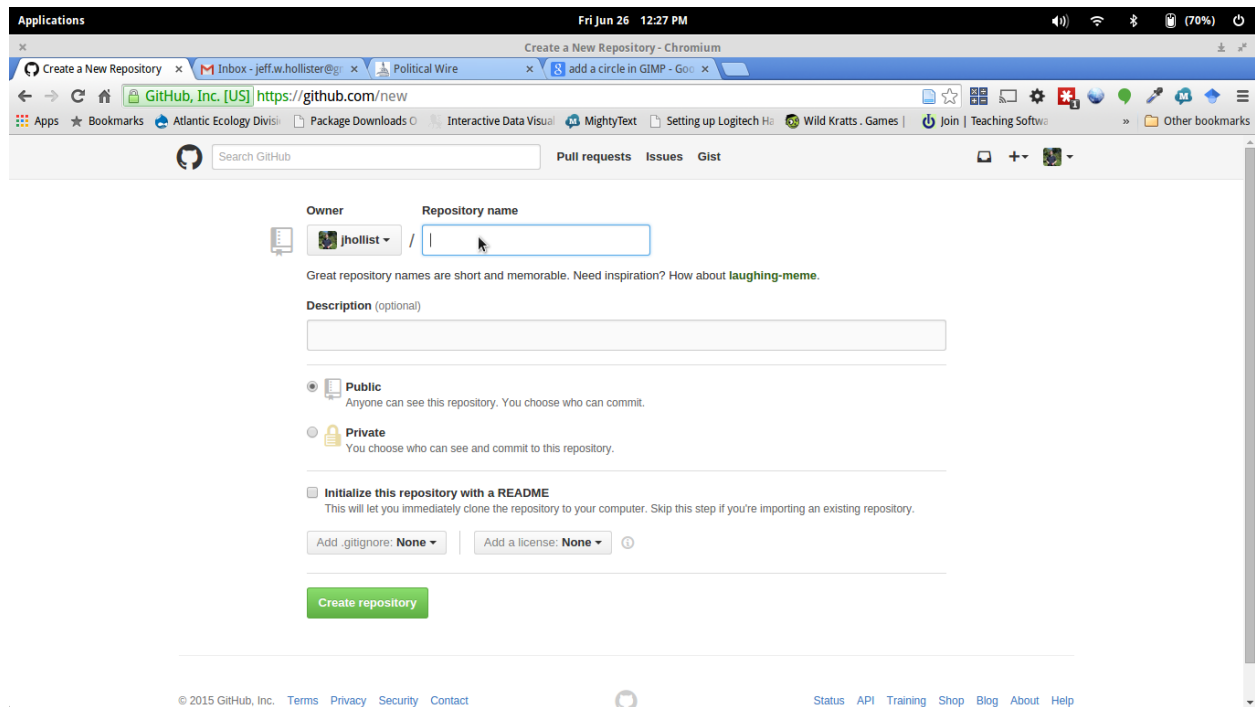 Applications Fri Jun 26 12:27 PM (70%)
Create a New Repository - Chromium
Create a New Repository Inbox - jeff.w.hollister@gr Political Wire add a circle in GIMP - Goo
GitHub, Inc. [US] https://github.com/new
Apps Bookmarks Atlantic Ecology Divisi Package Downloads O Interactive Data Visual MightyText Setting up Logitech Ha Wild Kratts . Games | Join | Teaching Softwa » Other bookmarks
Search GitHub Pull requests Issues Gist
Owner Repository name
jhollist /
Great repository names are short and memorable. Need inspiration? How about laughing-meme.
Description (optional)
Public
Anyone can see this repository. You choose who can commit.
Private
You choose who can see and commit to this repository.
Initialize this repository with a README
This will let you immediately clone the repository to your computer. Skip this step if you're importing an existing repository.
Add .gitignore: None Add a license: None
Create repository
© 2015 GitHub, Inc. Terms Privacy Security Contact Status API Training Shop Blog About Help